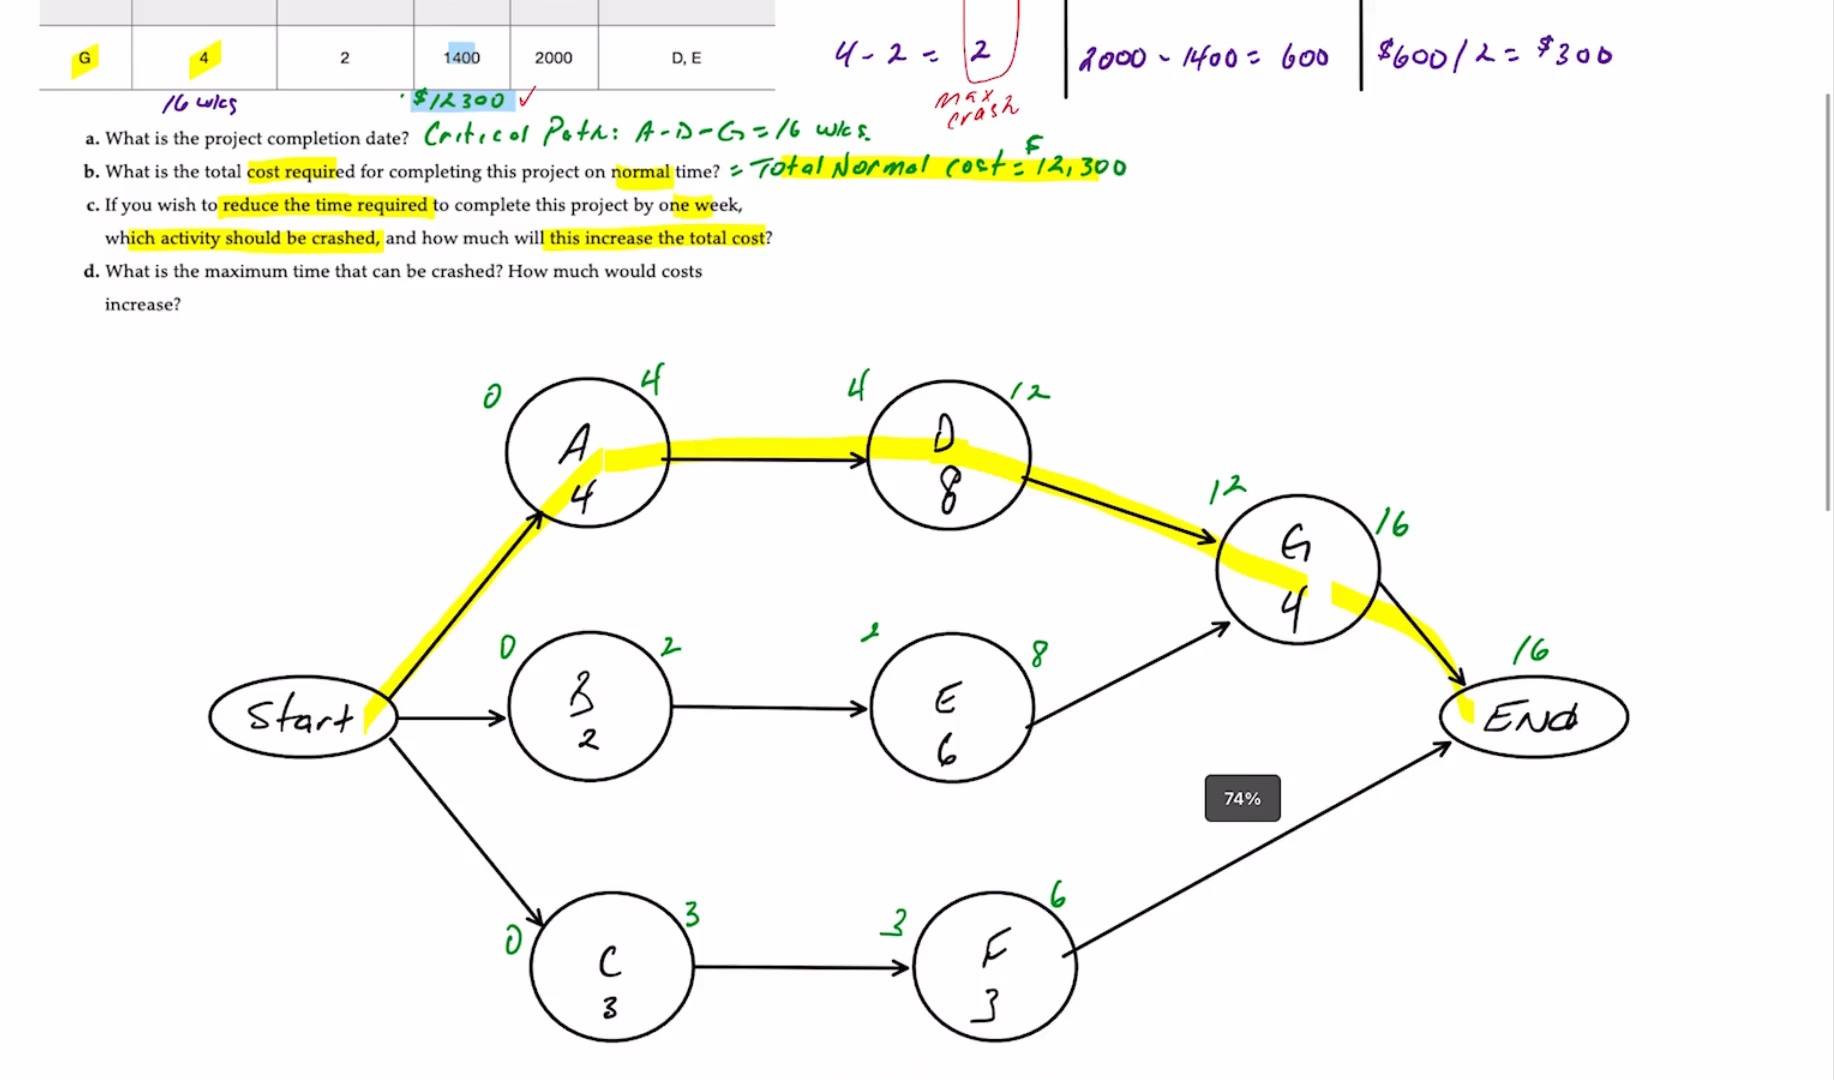 G 4 2 1400 2000 D, E 4 - 2 = 2 2000 - 1400 = 600 $600/2 = $300
16 wks $12300 ✓ max crash
a. What is the project completion date? Critical Path: A-D-G = 16 wks.
b. What is the total cost required for completing this project on normal time? = Total Normal cost = $12,300
c. If you wish to reduce the time required to complete this project by one week,
which activity should be crashed, and how much will this increase the total cost?
d. What is the maximum time that can be crashed? How much would costs
increase?
0 4 4 12
A D
4 8
12 16
G
4
0 2 2 8
B E
2 6
16
Start END
74%
0 3 3 6
C F
3 3